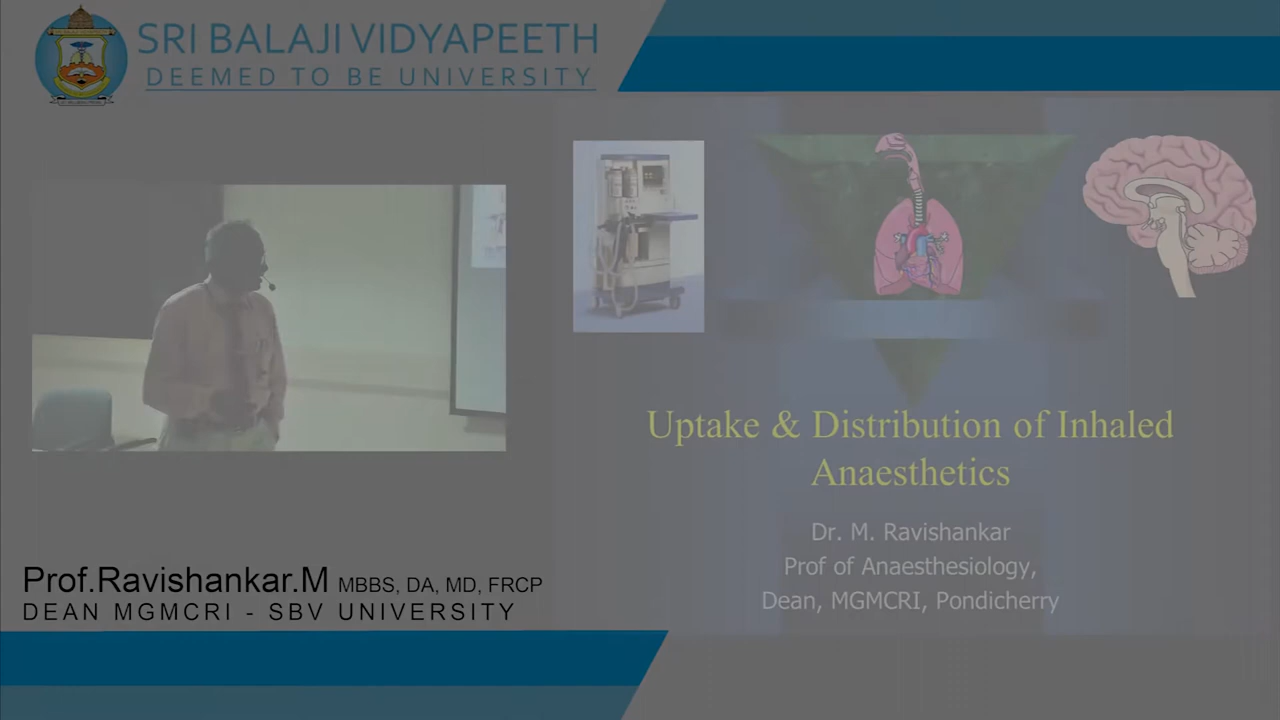 SRI BALAJI VIDYAPEETH
DEEMED TO BE UNIVERSITY
Uptake & Distribution of Inhaled
Anaesthetics
Dr. M. Ravishankar
Prof of Anaesthesiology,
Dean, MGMCRI, Pondicherry
Prof.Ravishankar.M MBBS, DA, MD, FRCP
DEAN MGMCRI - SBV UNIVERSITY